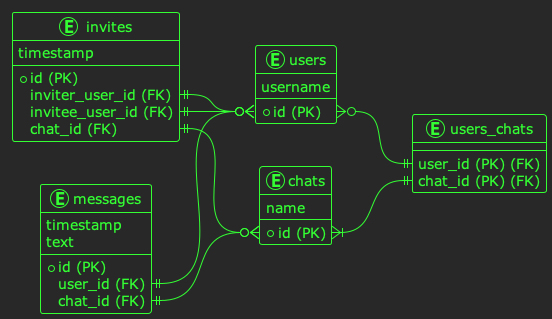 E invites
timestamp
id (PK)
inviter_user_id (FK)
invitee_user_id (FK)
chat_id (FK)
E users
username
id (PK)
E users_chats
user_id (PK) (FK)
chat_id (PK) (FK)
E chats
name
id (PK)
E messages
timestamp
text
id (PK)
user_id (FK)
chat_id (FK)